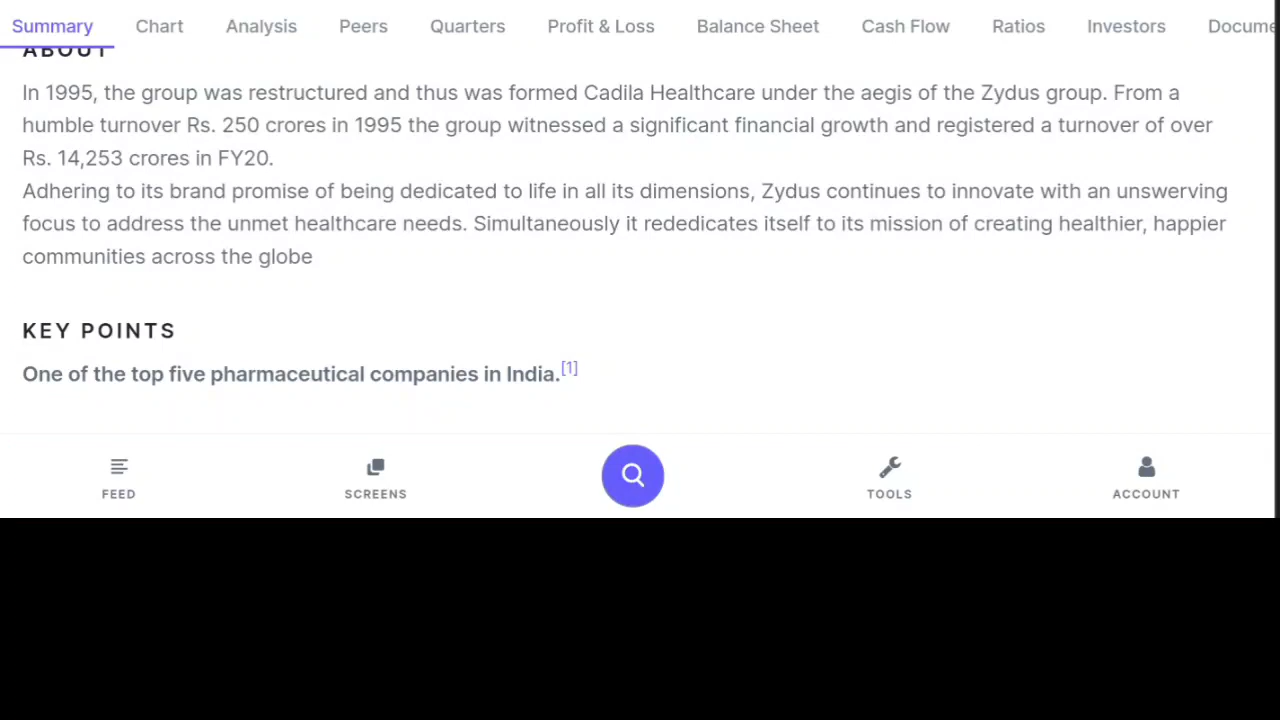 Summary Chart Analysis Peers Quarters Profit & Loss Balance Sheet Cash Flow Ratios Investors Docume
ABOUT
In 1995, the group was restructured and thus was formed Cadila Healthcare under the aegis of the Zydus group. From a
humble turnover Rs. 250 crores in 1995 the group witnessed a significant financial growth and registered a turnover of over
Rs. 14,253 crores in FY20.
Adhering to its brand promise of being dedicated to life in all its dimensions, Zydus continues to innovate with an unswerving
focus to address the unmet healthcare needs. Simultaneously it rededicates itself to its mission of creating healthier, happier
communities across the globe
KEY POINTS
One of the top five pharmaceutical companies in India.[1]
FEED SCREENS TOOLS ACCOUNT